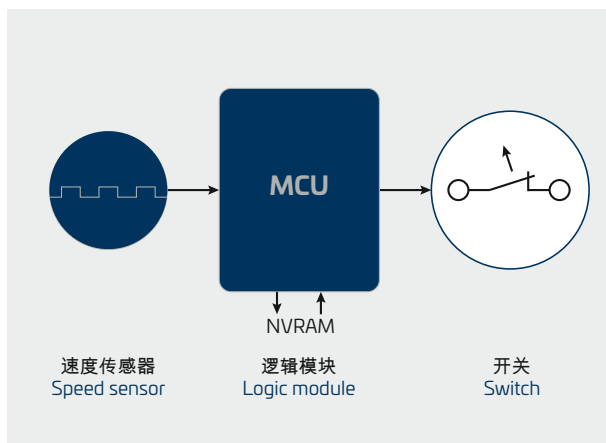 MCU
NVRAM
速度传感器
Speed sensor
逻辑模块
Logic module
开关
Switch